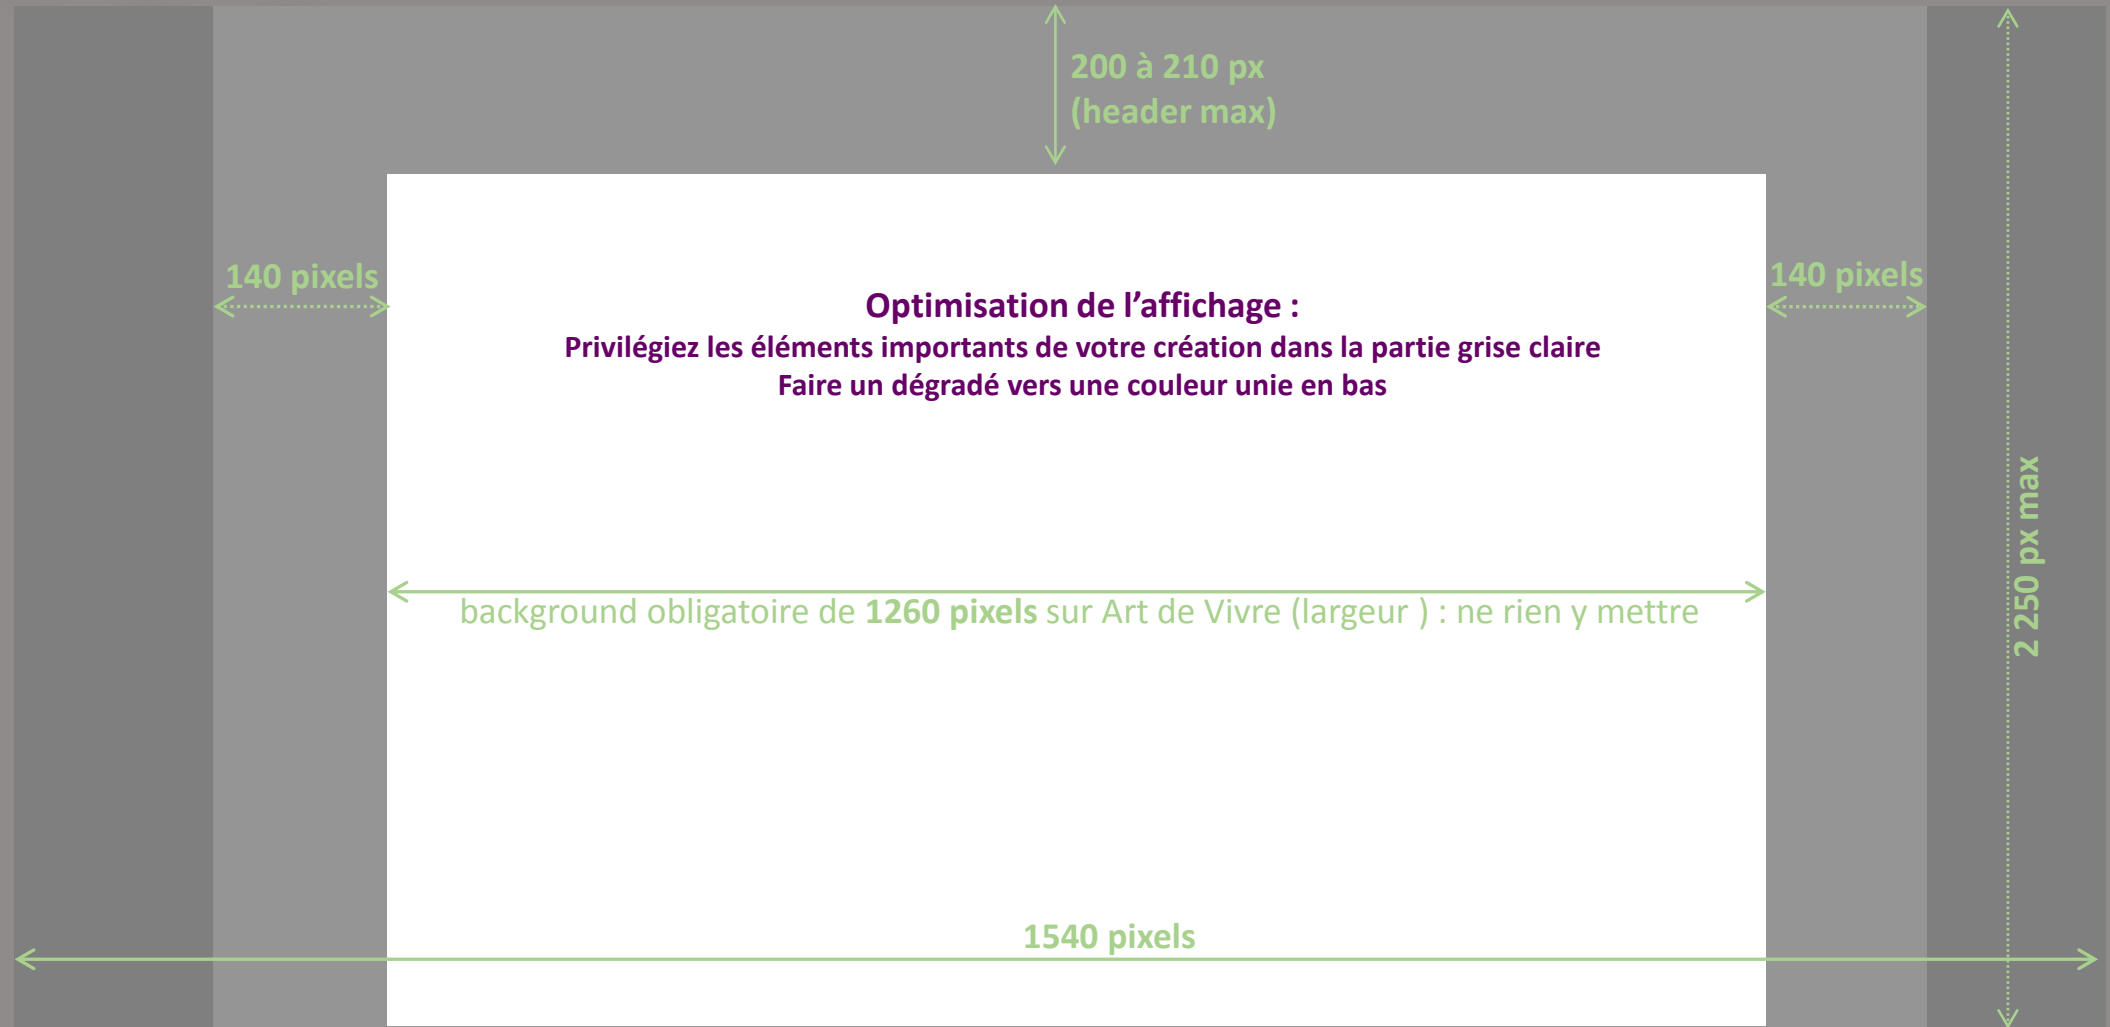 200 à 210 px
(header max)
140 pixels
140 pixels
Optimisation de l’affichage :
Privilégiez les éléments importants de votre création dans la partie grise claire
Faire un dégradé vers une couleur unie en bas
2 250 px max
background obligatoire de 1260 pixels sur Art de Vivre (largeur ) : ne rien y mettre
1540 pixels